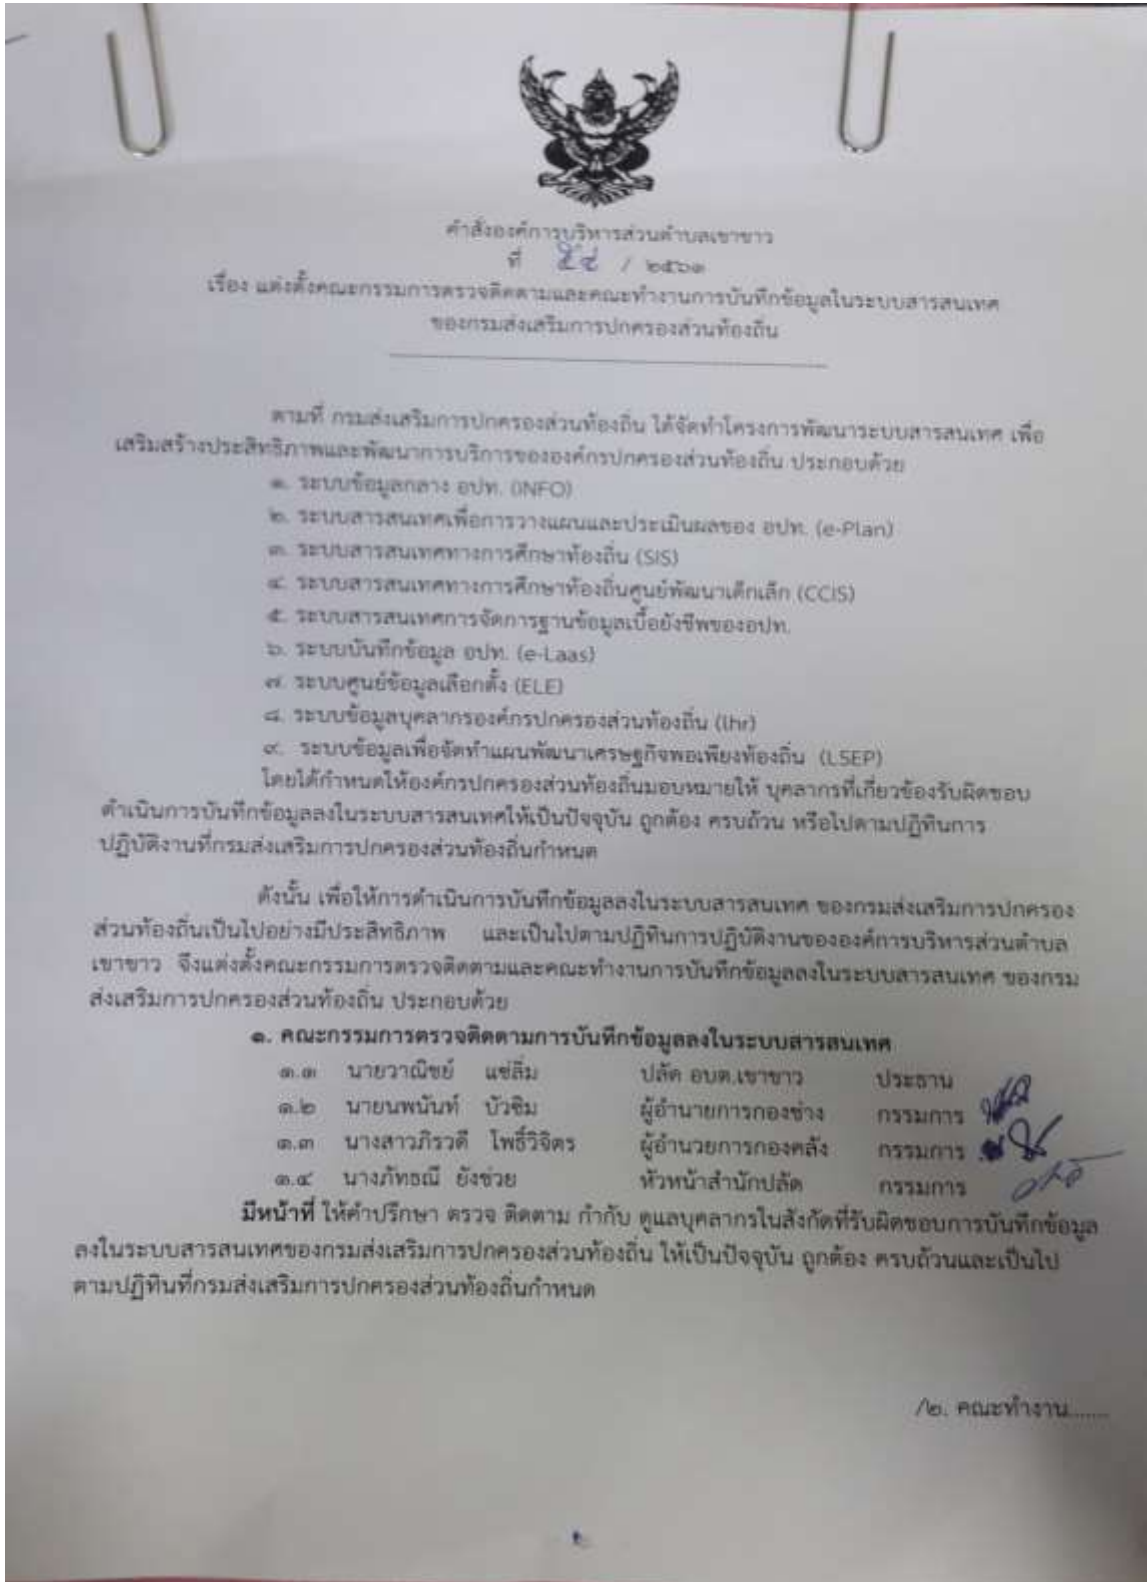 คำสั่งองค์การบริหารส่วนตำบลเขาขาว
ที่ / ๒๕๖๑
เรื่อง แต่งตั้งคณะกรรมการตรวจติดตามและคณะทำงานการบันทึกข้อมูลในระบบสารสนเทศ
ของกรมส่งเสริมการปกครองส่วนท้องถิ่น
ตามที่ กรมส่งเสริมการปกครองส่วนท้องถิ่น ได้จัดทำโครงการพัฒนาระบบสารสนเทศ เพื่อ
เสริมสร้างประสิทธิภาพและพัฒนาการบริการขององค์กรปกครองส่วนท้องถิ่น ประกอบด้วย
๑. ระบบข้อมูลกลาง อปท. (INFO)
๒. ระบบสารสนเทศเพื่อการวางแผนและประเมินผลของ อปท. (e-Plan)
๓. ระบบสารสนเทศทางการศึกษาท้องถิ่น (SIS)
๔. ระบบสารสนเทศทางการศึกษาท้องถิ่นศูนย์พัฒนาเด็กเล็ก (CCIS)
๕. ระบบสารสนเทศการจัดการฐานข้อมูลเบี้ยยังชีพของอปท.
๖. ระบบบันทึกข้อมูล อปท. (e-Laas)
๗. ระบบศูนย์ข้อมูลเลือกตั้ง (ELE)
๘. ระบบข้อมูลบุคลากรองค์กรปกครองส่วนท้องถิ่น (lhr)
๙. ระบบข้อมูลเพื่อจัดทำแผนพัฒนาเศรษฐกิจพอเพียงท้องถิ่น (LSEP)
โดยได้กำหนดให้องค์กรปกครองส่วนท้องถิ่นมอบหมายให้ บุคลากรที่เกี่ยวข้องรับผิดชอบ
ดำเนินการบันทึกข้อมูลลงในระบบสารสนเทศให้เป็นปัจจุบัน ถูกต้อง ครบถ้วน หรือไปตามปฏิทินการ
ปฏิบัติงานที่กรมส่งเสริมการปกครองส่วนท้องถิ่นกำหนด
ดังนั้น เพื่อให้การดำเนินการบันทึกข้อมูลลงในระบบสารสนเทศ ของกรมส่งเสริมการปกครอง
ส่วนท้องถิ่นเป็นไปอย่างมีประสิทธิภาพ และเป็นไปตามปฏิทินการปฏิบัติงานขององค์การบริหารส่วนตำบล
เขาขาว จึงแต่งตั้งคณะกรรมการตรวจติดตามและคณะทำงานการบันทึกข้อมูลลงในระบบสารสนเทศ ของกรม
ส่งเสริมการปกครองส่วนท้องถิ่น ประกอบด้วย
๑. คณะกรรมการตรวจติดตามการบันทึกข้อมูลลงในระบบสารสนเทศ
๑.๑ นายวาณิชย์ แซ่ลิ่ม ปลัด อบต.เขาขาว ประธาน
๑.๒ นายนพนันท์ บัวซิม ผู้อำนายการกองช่าง กรรมการ
๑.๓ นางสาวภิรวดี โพธิ์วิจิตร ผู้อำนวยการกองคลัง กรรมการ
๑.๔ นางภัทธณี ยังช่วย หัวหน้าสำนักปลัด กรรมการ
มีหน้าที่ ให้คำปรึกษา ตรวจ ติดตาม กำกับ ดูแลบุคลากรในสังกัดที่รับผิดชอบการบันทึกข้อมูล
ลงในระบบสารสนเทศของกรมส่งเสริมการปกครองส่วนท้องถิ่น ให้เป็นปัจจุบัน ถูกต้อง ครบถ้วนและเป็นไป
ตามปฏิทินที่กรมส่งเสริมการปกครองส่วนท้องถิ่นกำหนด
/๒. คณะทำงาน.......